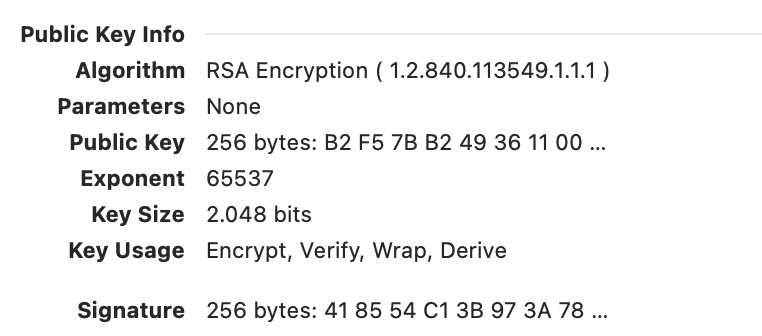 Public Key Info
Algorithm RSA Encryption ( 1.2.840.113549.1.1.1 )
Parameters None
Public Key 256 bytes: B2 F5 7B B2 49 36 11 00 ...
Exponent 65537
Key Size 2.048 bits
Key Usage Encrypt, Verify, Wrap, Derive
Signature 256 bytes: 41 85 54 C1 3B 97 3A 78 ...